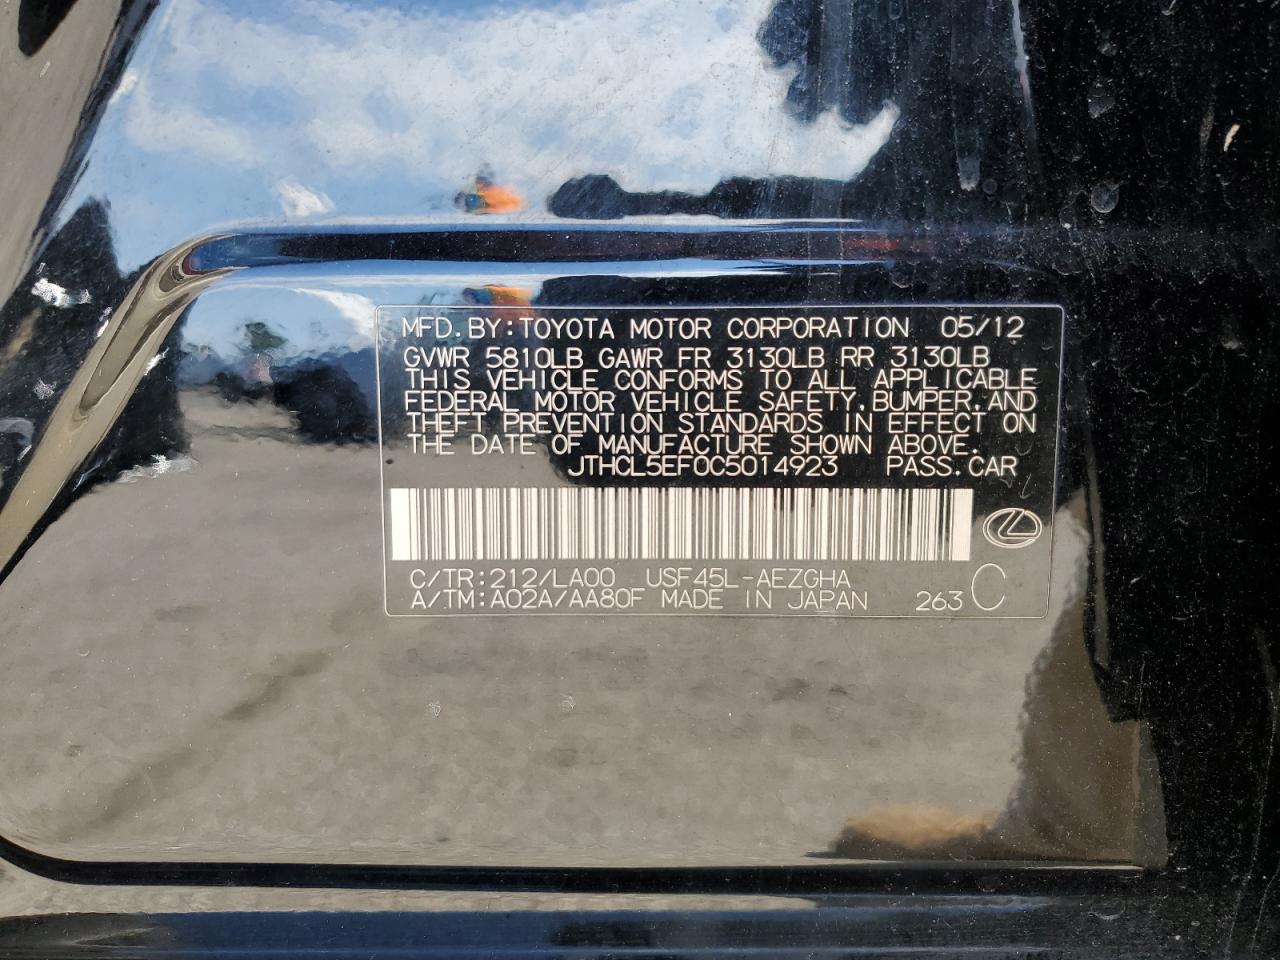 MFD. BY: TOYOTA MOTOR CORPORATION 05/12
GVWR 5810LB GAWR FR 3130LB RR 3130LB
THIS VEHICLE CONFORMS TO ALL APPLICABLE
FEDERAL MOTOR VEHICLE SAFETY, BUMPER, AND
THEFT PREVENTION STANDARDS IN EFFECT ON
THE DATE OF MANUFACTURE SHOWN ABOVE.
JTHCL5EF0C5014923 PASS. CAR
C/TR: 212/LA00 USF45L-AEZGHA
A/TM: A02A/AA80F MADE IN JAPAN 263 C